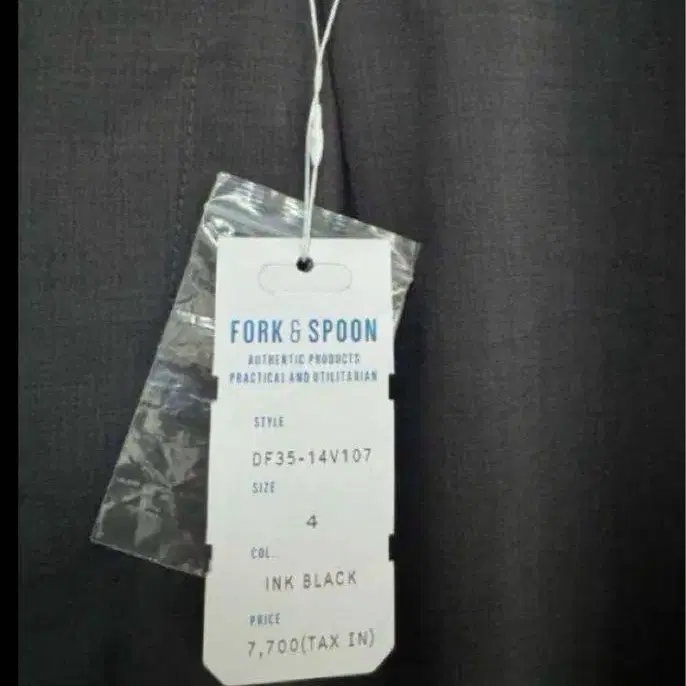 FORK & SPOON
AUTHENTIC PRODUCTS
PRACTICAL AND UTILITARIAN
STYLE
DF35-14V107
SIZE
4
COL.
INK BLACK
PRICE
7,700(TAX IN)